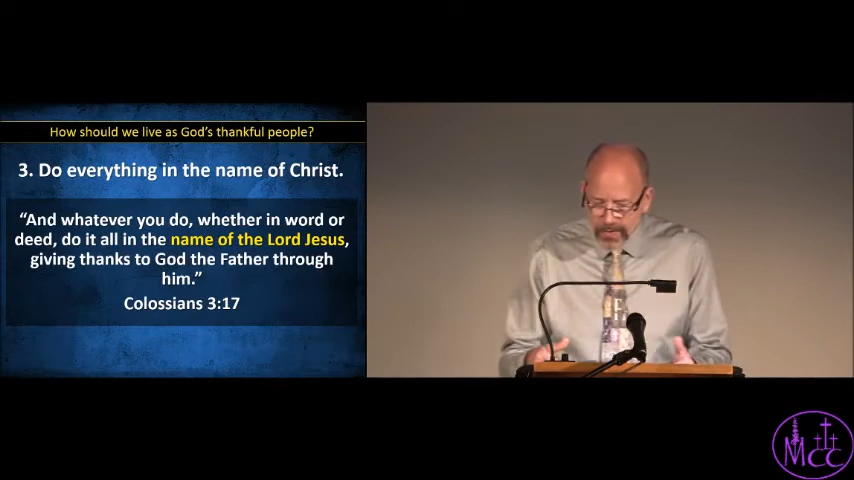 How should we live as God's thankful people?
3. Do everything in the name of Christ.
“And whatever you do, whether in word or
deed, do it all in the name of the Lord Jesus,
giving thanks to God the Father through
him.”
Colossians 3:17
MCC